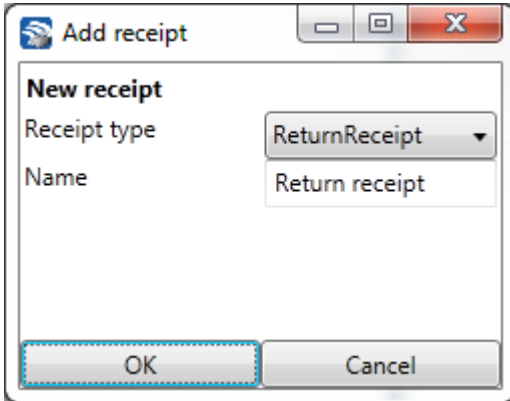 Add receipt
New receipt
Receipt type ReturnReceipt
Name Return receipt
OK Cancel